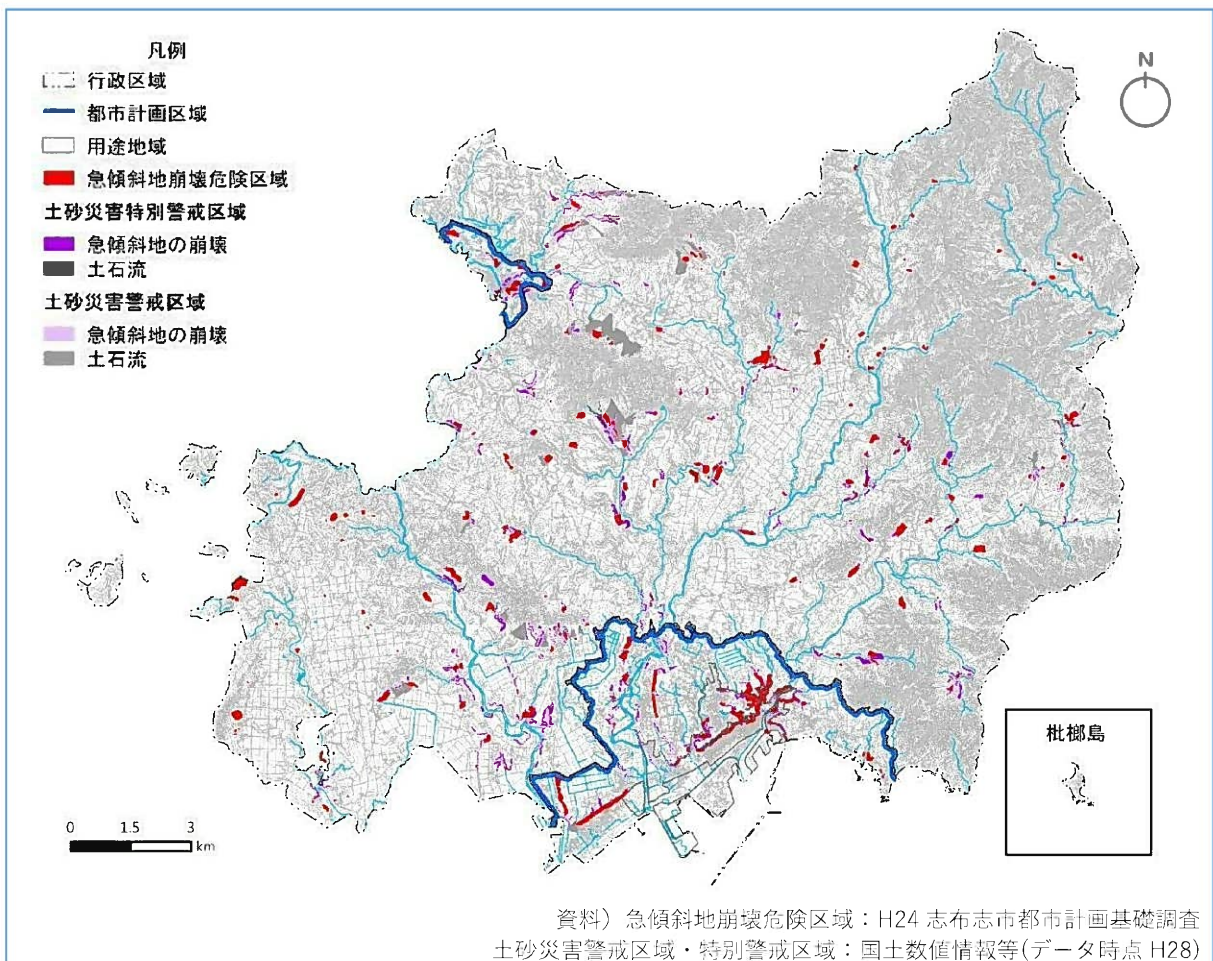 凡例
行政区域
都市計画区域
用途地域
急傾斜地崩壊危険区域
土砂災害特別警戒区域
急傾斜地の崩壊
土石流
土砂災害警戒区域
急傾斜地の崩壊
土石流
N
枇榔島
0 1.5 3
km
資料）急傾斜地崩壊危険区域：H24 志布志市都市計画基礎調査
土砂災害警戒区域・特別警戒区域：国土数値情報等(データ時点 H28)